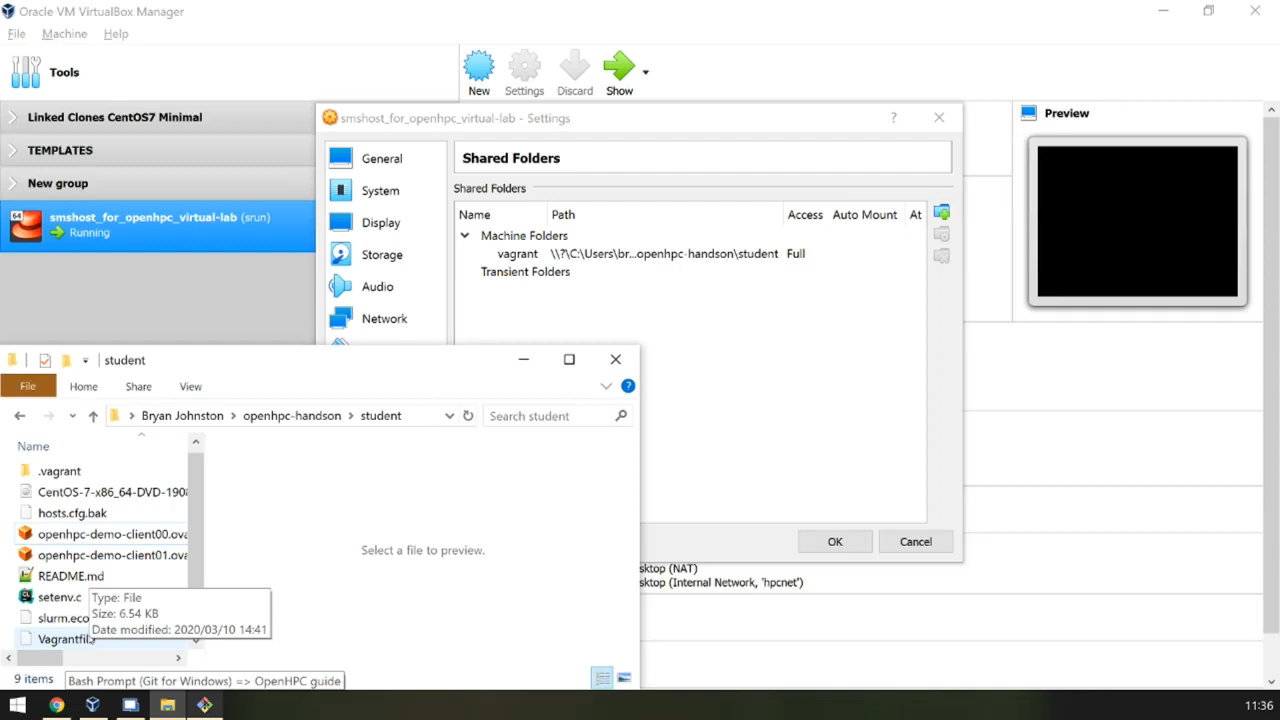 Oracle VM VirtualBox Manager
File Machine Help
Tools
New Settings Discard Show
Linked Clones CentOS7 Minimal
TEMPLATES
New group
64
smshost_for_openhpc_virtual-lab (srun)
Running
smshost_for_openhpc_virtual-lab - Settings
?
General
System
Display
Storage
Audio
Network
Shared Folders
Shared Folders
Name Path Access Auto Mount At
Machine Folders
vagrant \\?\C:\Users\br...openhpc-handson\student Full
Transient Folders
OK Cancel
Preview
sktop (NAT)
sktop (Internal Network, 'hpcnet')
student
File Home Share View
?
Bryan Johnston > openhpc-handson > student
Search student
Name
.vagrant
CentOS-7-x86_64-DVD-1908
hosts.cfg.bak
openhpc-demo-client00.ova
openhpc-demo-client01.ova
README.md
setenv.c
slurm.eco
Vagrantfil
Type: File
Size: 6.54 KB
Date modified: 2020/03/10 14:41
Select a file to preview.
9 items
Bash Prompt (Git for Windows) => OpenHPC guide
11:36